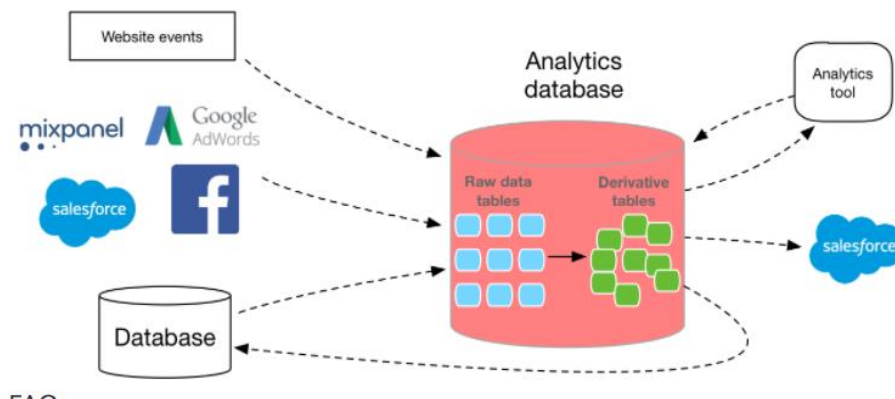 Website events
mixpanel
Google
AdWords
salesforce
f
Database
Analytics
database
Raw data
tables
Derivative
tables
Analytics
tool
salesforce